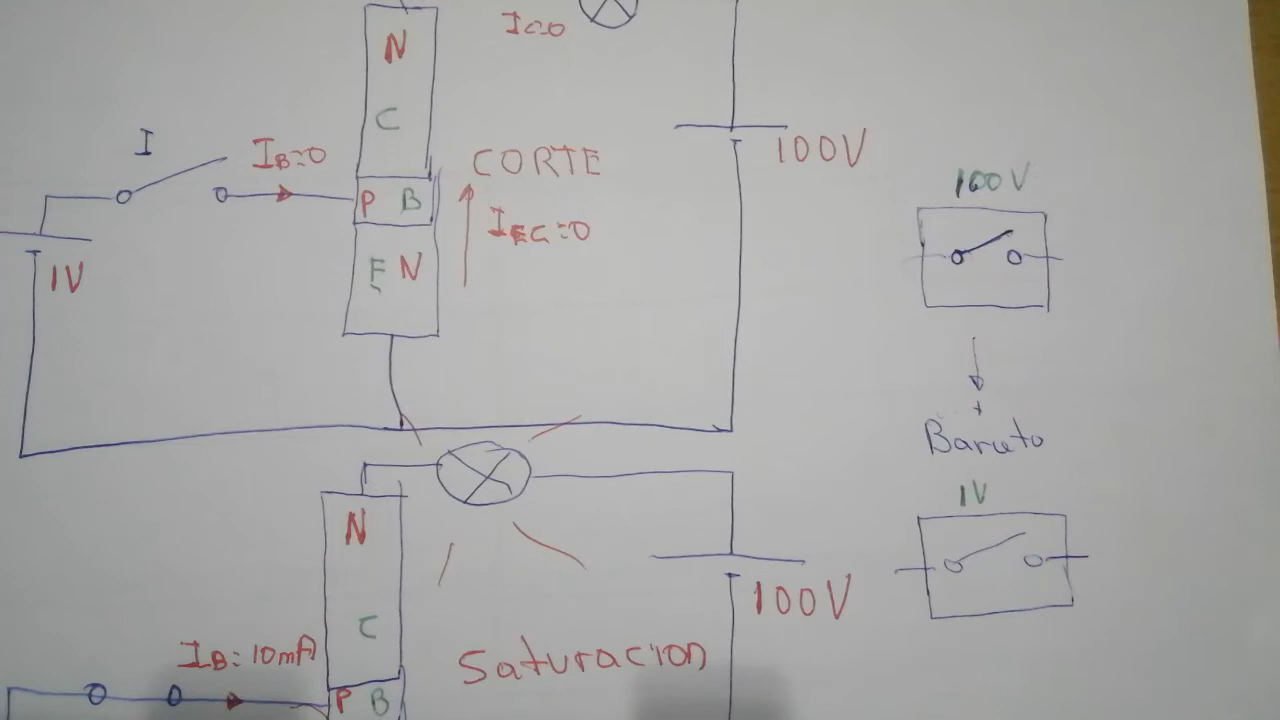 N
Ic=0
C
I
IB=0
CORTE
100V
P B
IEC=0
1V
E N
100V
+
Barato
1V
N
100V
C
IB=10mA
Saturacion
P B